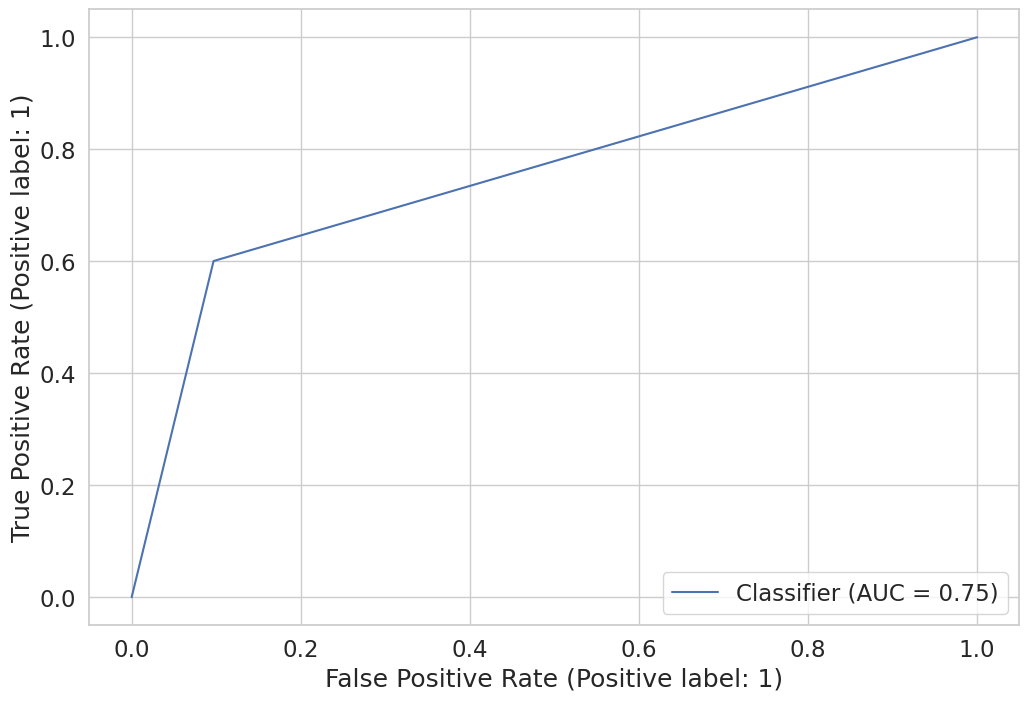 1.0
0.8
0.6
0.4
0.2
0.0
True Positive Rate (Positive label: 1)
Classifier (AUC = 0.75)
0.0 0.2 0.4 0.6 0.8 1.0
False Positive Rate (Positive label: 1)